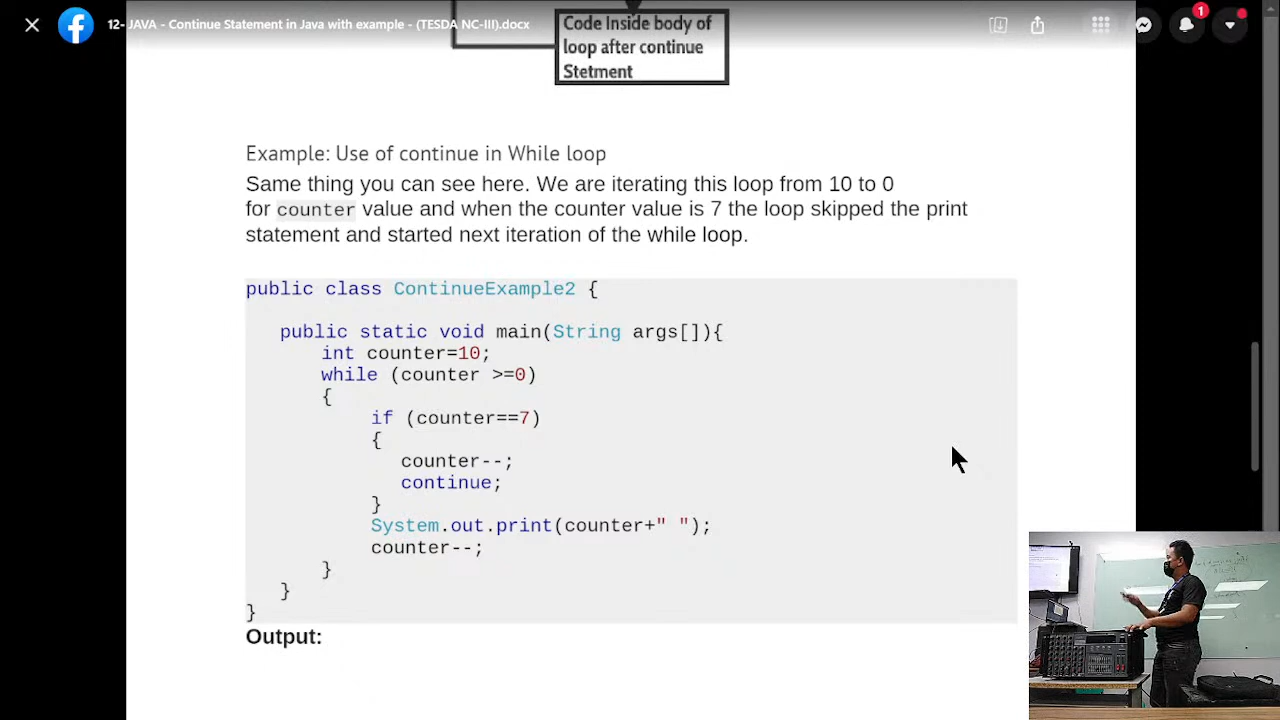 12- JAVA - Continue Statement in Java with example - (TESDA NC-III).docx
1
Code Inside body of
loop after continue
Stetment
Example: Use of continue in While loop
Same thing you can see here. We are iterating this loop from 10 to 0
for counter value and when the counter value is 7 the loop skipped the print
statement and started next iteration of the while loop.
public class ContinueExample2 {
public static void main(String args[]){
int counter=10;
while (counter >=0)
{
if (counter==7)
{
counter--;
continue;
}
System.out.print(counter+" ");
counter--;
}
}
}
Output: